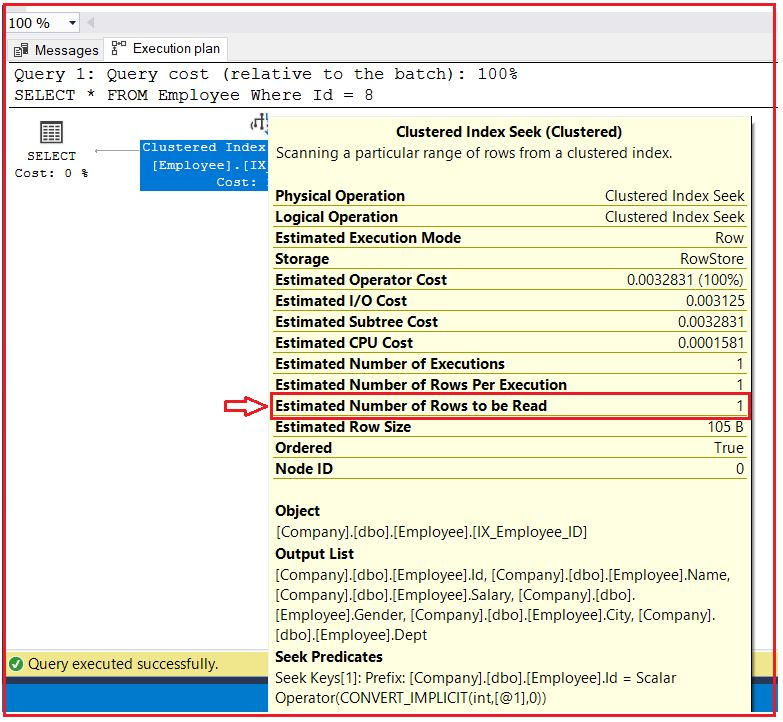 100 %
Messages Execution plan
Query 1: Query cost (relative to the batch): 100%
SELECT * FROM Employee Where Id = 8
SELECT
Cost: 0 %
Clustered Index
[Employee].[IX_
Cost:
Clustered Index Seek (Clustered)
Scanning a particular range of rows from a clustered index.
Physical Operation Clustered Index Seek
Logical Operation Clustered Index Seek
Estimated Execution Mode Row
Storage RowStore
Estimated Operator Cost 0.0032831 (100%)
Estimated I/O Cost 0.003125
Estimated Subtree Cost 0.0032831
Estimated CPU Cost 0.0001581
Estimated Number of Executions 1
Estimated Number of Rows Per Execution 1
Estimated Number of Rows to be Read 1
Estimated Row Size 105 B
Ordered True
Node ID 0
Object
[Company].[dbo].[Employee].[IX_Employee_ID]
Output List
[Company].[dbo].[Employee].Id, [Company].[dbo].[Employee].Name,
[Company].[dbo].[Employee].Salary, [Company].[dbo].
[Employee].Gender, [Company].[dbo].[Employee].City, [Company].
[dbo].[Employee].Dept
Seek Predicates
Seek Keys[1]: Prefix: [Company].[dbo].[Employee].Id = Scalar
Operator(CONVERT_IMPLICIT(int,[@1],0))
Query executed successfully.